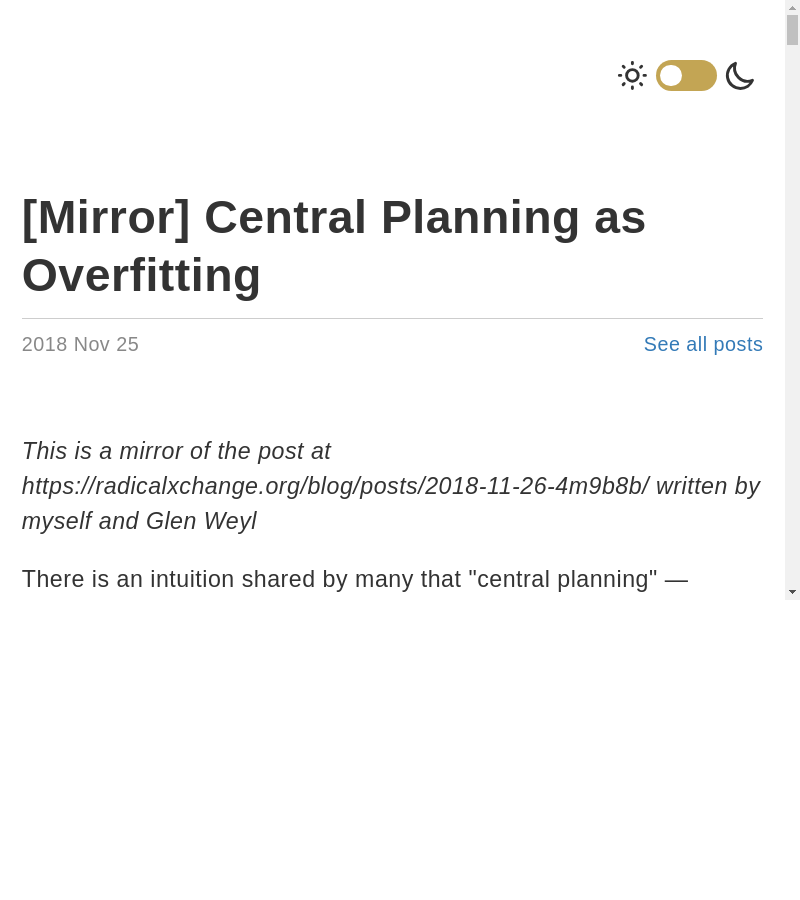 [Mirror] Central Planning as
Overfitting
2018 Nov 25
See all posts
This is a mirror of the post at
https://radicalxchange.org/blog/posts/2018-11-26-4m9b8b/ written by
myself and Glen Weyl
There is an intuition shared by many that "central planning" —